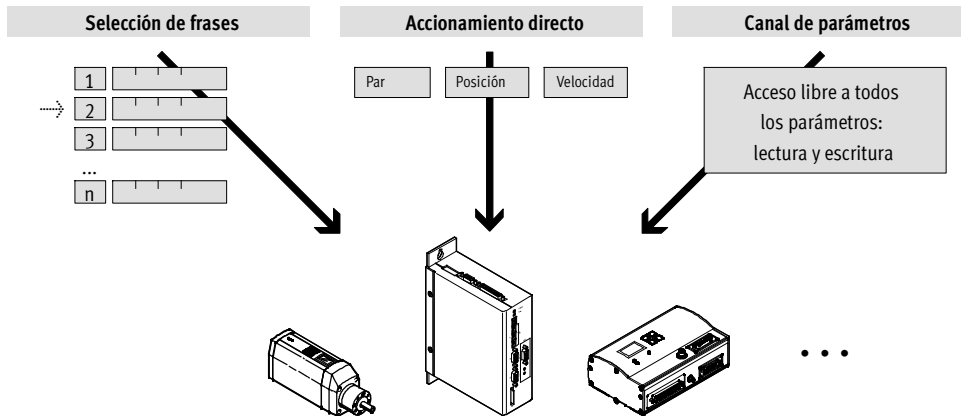 Selección de frases
Accionamiento directo
Canal de parámetros
1
2
3
...
n
Par
Posición
Velocidad
Acceso libre a todos
los parámetros:
lectura y escritura